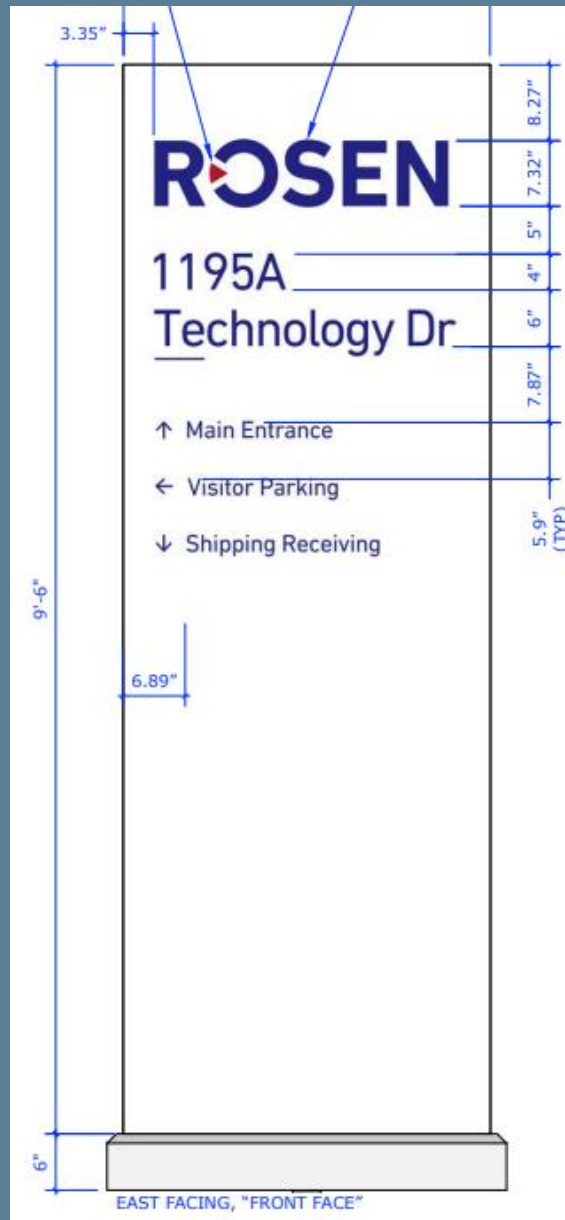 3.35"
8.27"
ROSEN
7.32"
5"
1195A
4"
Technology Dr
6"
7.87"
↑ Main Entrance
← Visitor Parking
5.9"
(TYP)
↓ Shipping Receiving
9'-6"
6.89"
6"
EAST FACING, "FRONT FACE"